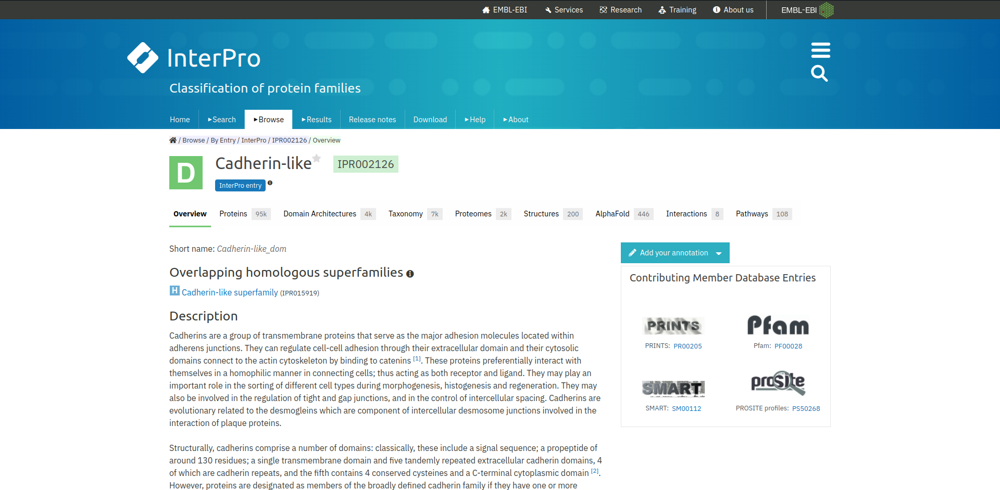 EMBL-EBI Services Research Training About us EMBL-EBI
InterPro
Classification of protein families
Home ▸Search ▸Browse ▸Results Release notes Download ▸Help ▸About
/ Browse / By Entry / InterPro / IPR002126 / Overview
D Cadherin-like IPR002126
InterPro entry
Overview Proteins 95k Domain Architectures 4k Taxonomy 7k Proteomes 2k Structures 200 AlphaFold 446 Interactions 8 Pathways 108
Short name: Cadherin-like_dom
Overlapping homologous superfamilies
H Cadherin-like superfamily (IPR015919)
Description
Cadherins are a group of transmembrane proteins that serve as the major adhesion molecules located within
adherens junctions. They can regulate cell-cell adhesion through their extracellular domain and their cytosolic
domains connect to the actin cytoskeleton by binding to catenins [1]. These proteins preferentially interact with
themselves in a homophilic manner in connecting cells; thus acting as both receptor and ligand. They may play an
important role in the sorting of different cell types during morphogenesis, histogenesis and regeneration. They may
also be involved in the regulation of tight and gap junctions, and in the control of intercellular spacing. Cadherins are
evolutionary related to the desmogleins which are component of intercellular desmosome junctions involved in the
interaction of plaque proteins.
Structurally, cadherins comprise a number of domains: classically, these include a signal sequence; a propeptide of
around 130 residues; a single transmembrane domain and five tandemly repeated extracellular cadherin domains, 4
of which are cadherin repeats, and the fifth contains 4 conserved cysteines and a C-terminal cytoplasmic domain [2].
However, proteins are designated as members of the broadly defined cadherin family if they have one or more
Add your annotation
Contributing Member Database Entries
PRINTS Pfam
PRINTS: PR00205 Pfam: PF00028
SMART proSite
SMART: SM00112 PROSITE profiles: PS50268